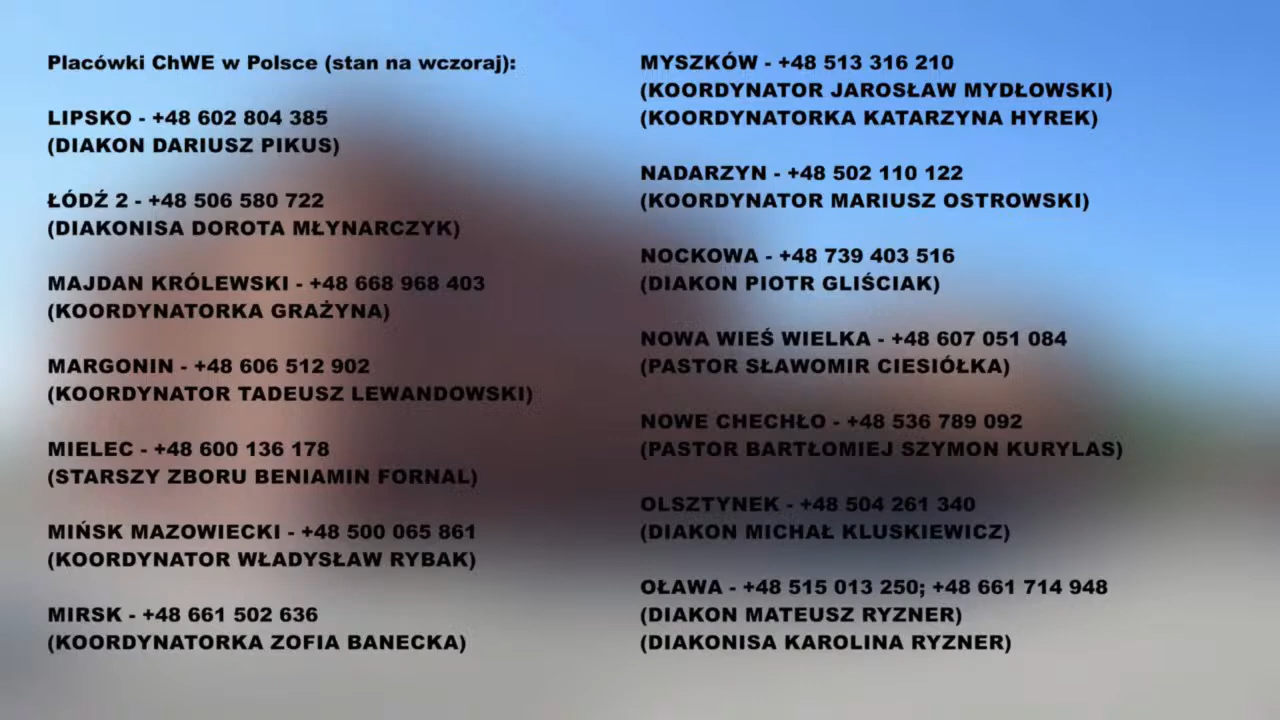 Placówki ChWE w Polsce (stan na wczoraj):
LIPSKO - +48 602 804 385
(DIAKON DARIUSZ PIKUS)
ŁÓDŹ 2 - +48 506 580 722
(DIAKONISA DOROTA MŁYNARCZYK)
MAJDAN KRÓLEWSKI - +48 668 968 403
(KOORDYNATORKA GRAŻYNA)
MARGONIN - +48 606 512 902
(KOORDYNATOR TADEUSZ LEWANDOWSKI)
MIELEC - +48 600 136 178
(STARSZY ZBORU BENIAMIN FORNAL)
MIŃSK MAZOWIECKI - +48 500 065 861
(KOORDYNATOR WŁADYSŁAW RYBAK)
MIRSK - +48 661 502 636
(KOORDYNATORKA ZOFIA BANECKA)
MYSZKÓW - +48 513 316 210
(KOORDYNATOR JAROSŁAW MYDŁOWSKI)
(KOORDYNATORKA KATARZYNA HYREK)
NADARZYN - +48 502 110 122
(KOORDYNATOR MARIUSZ OSTROWSKI)
NOCKOWA - +48 739 403 516
(DIAKON PIOTR GLIŚCIAK)
NOWA WIEŚ WIELKA - +48 607 051 084
(PASTOR SŁAWOMIR CIESIÓŁKA)
NOWE CHECHŁO - +48 536 789 092
(PASTOR BARTŁOMIEJ SZYMON KURYLAS)
OLSZTYNEK - +48 504 261 340
(DIAKON MICHAŁ KLUSKIEWICZ)
OŁAWA - +48 515 013 250; +48 661 714 948
(DIAKON MATEUSZ RYZNER)
(DIAKONISA KAROLINA RYZNER)